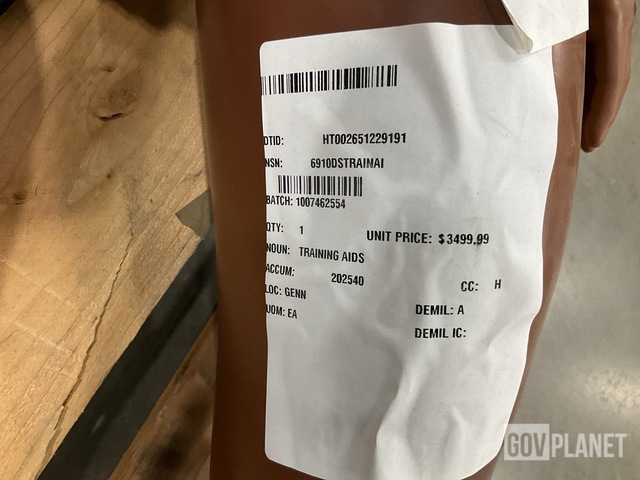 DTID: HT002651229191
NSN: 6910DSTRAINAI
BATCH: 1007462554
QTY: 1 UNIT PRICE: $3499.99
NOUN: TRAINING AIDS
ACCUM: 202540
LOC: GENN CC: H
UOM: EA DEMIL: A
DEMIL IC:
GOVPLANET